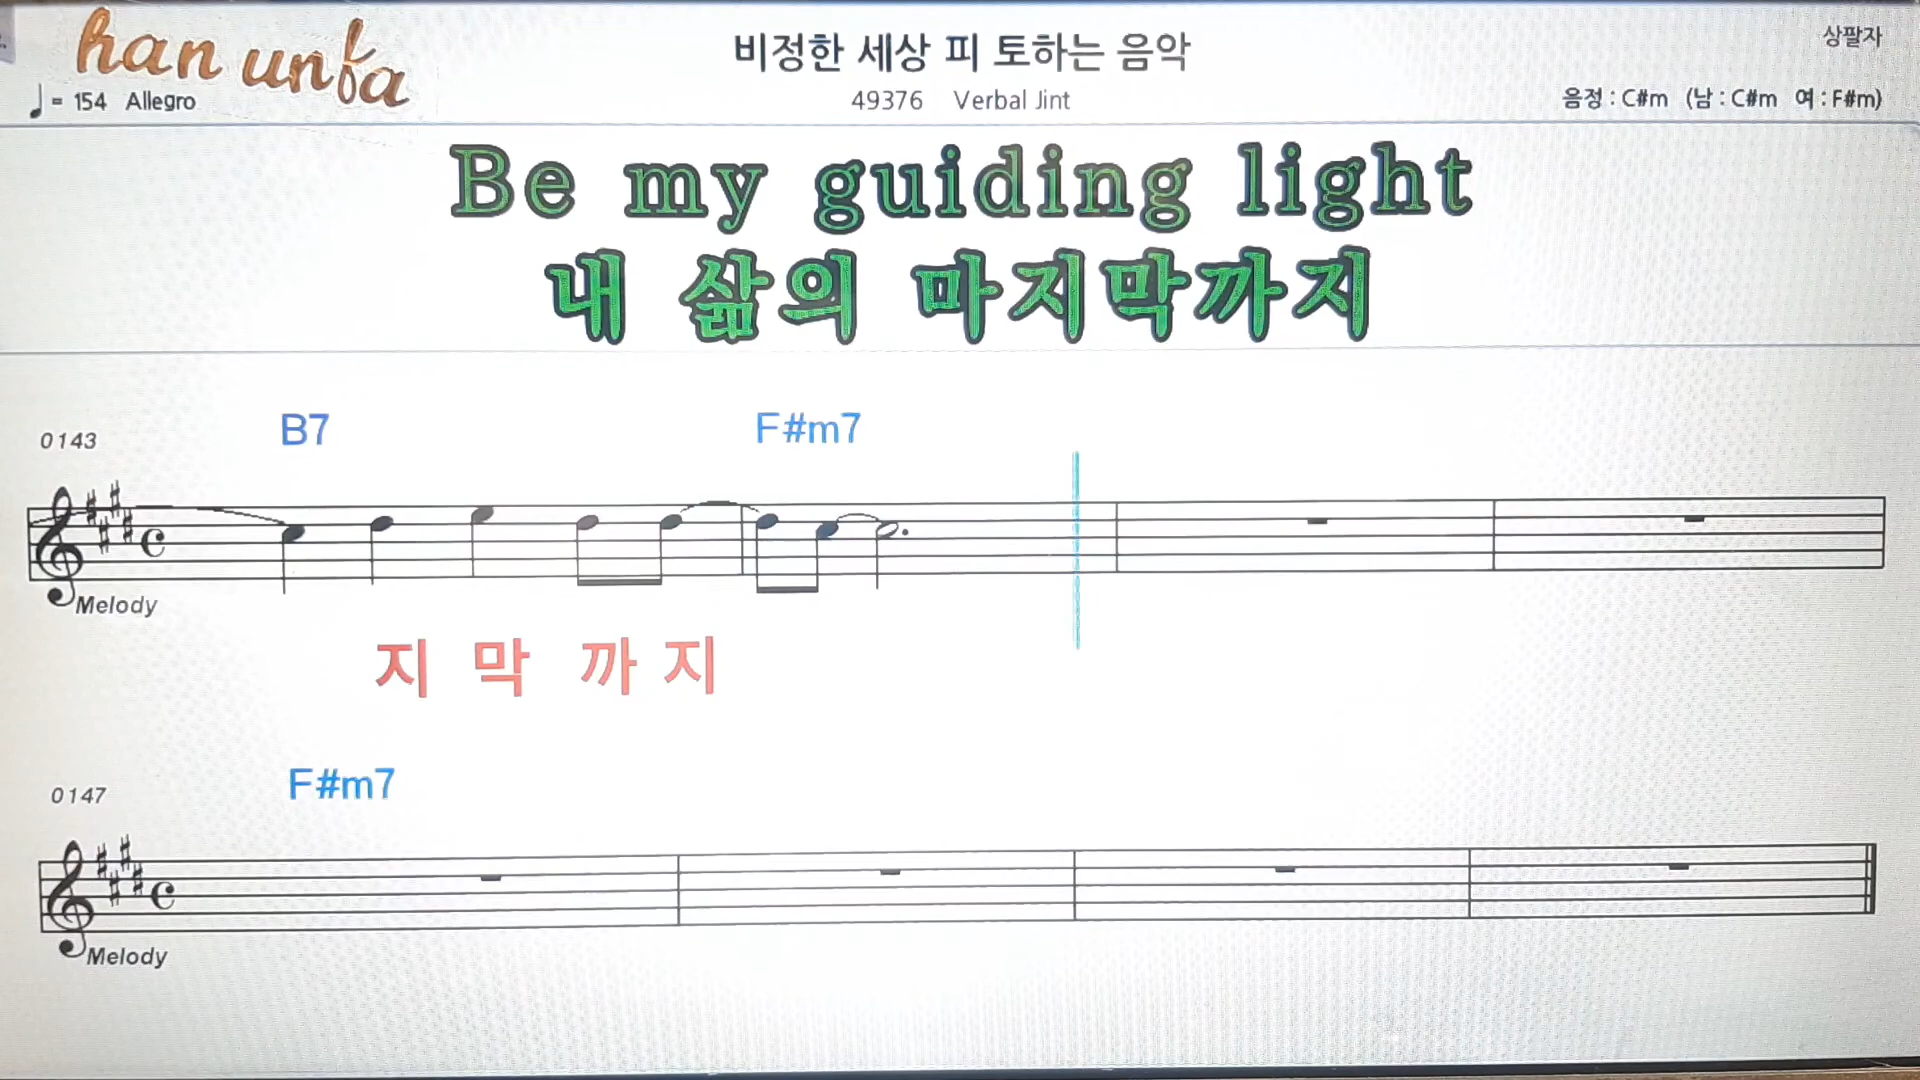 han unfa
비정한 세상 피 토하는 음악
상팔자
♩ = 154 Allegro
49376 Verbal Jint
음정 : C#m (남 : C#m 여 : F#m)
Be my guiding light
내 삶의 마지막까지
0143
B7 F#m7
Melody
지 막 까 지
0147
F#m7
Melody